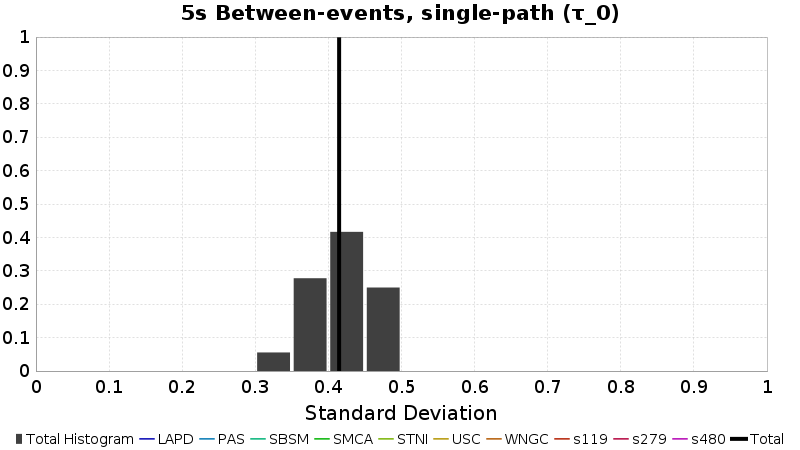 5s Between-events, single-path (τ_0)
1
0.9
0.8
0.7
0.6
0.5
0.4
0.3
0.2
0.1
0
0 0.1 0.2 0.3 0.4 0.5 0.6 0.7 0.8 0.9 1
Standard Deviation
Total Histogram LAPD PAS SBSM SMCA STNI USC WNGC s119 s279 s480 Total